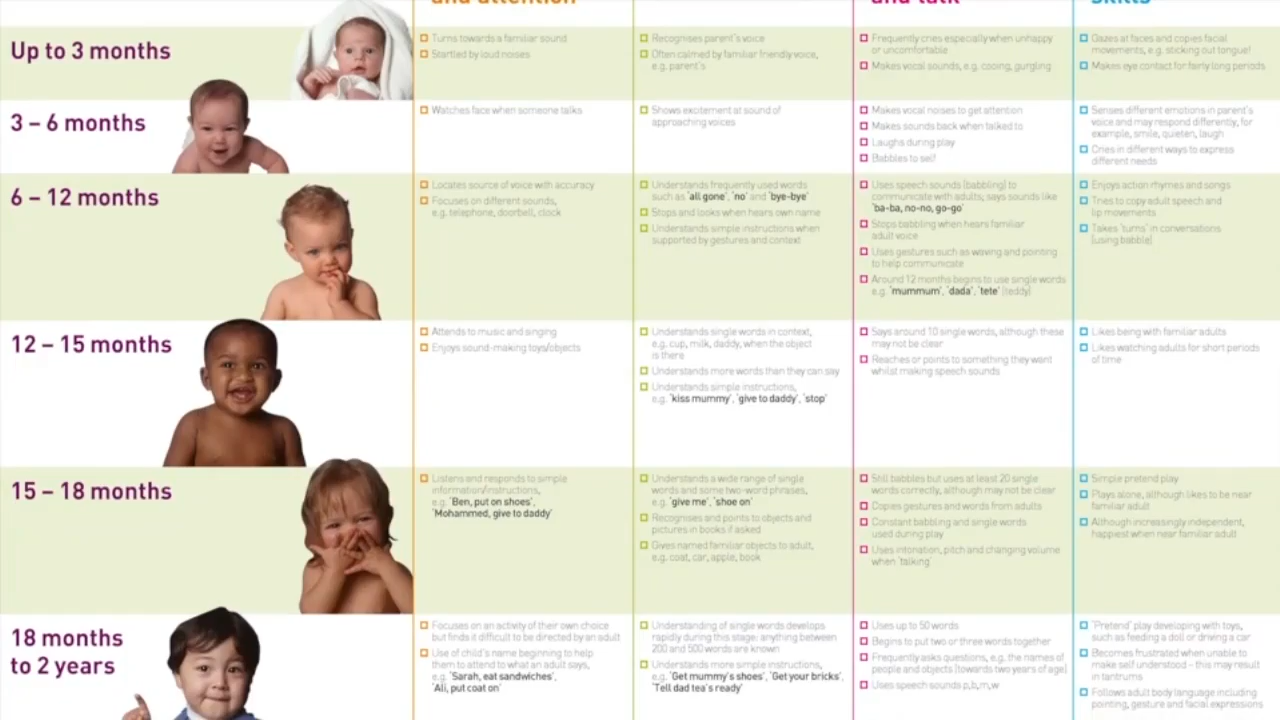 and attention
and talk
skills
Up to 3 months
Turns towards a familiar sound
Startled by loud noises
Recognises parent's voice
Often calmed by familiar friendly voice,
e.g. parent's
Frequently cries especially when unhappy
or uncomfortable
Makes vocal sounds, e.g. cooing, gurgling
Gazes at faces and copies facial
movements, e.g. sticking out tongue!
Makes eye contact for fairly long periods
3 – 6 months
Watches face when someone talks
Shows excitement at sound of
approaching voices
Makes vocal noises to get attention
Makes sounds back when talked to
Laughs during play
Babbles to self
Senses different emotions in parent's
voice and may respond differently, for
example, smile, quieten, laugh
Cries in different ways to express
different needs
6 – 12 months
Locates source of voice with accuracy
Focuses on different sounds,
e.g. telephone, doorbell, clock
Understands frequently used words
such as 'all gone', 'no' and 'bye-bye'
Stops and looks when hears own name
Understands simple instructions when
supported by gestures and context
Uses speech sounds (babbling) to
communicate with adults; says sounds like
'ba-ba, no-no, go-go'
Stops babbling when hears familiar
adult voice
Uses gestures such as waving and pointing
to help communicate
Around 12 months begins to use single words
e.g. 'mummum', 'dada', 'tete' (teddy)
Enjoys action rhymes and songs
Tries to copy adult speech and
lip movements
Takes 'turns' in conversations
(using babble)
12 – 15 months
Attends to music and singing
Enjoys sound-making toys/objects
Understands single words in context,
e.g. cup, milk, daddy, when the object
is there
Understands more words than they can say
Understands simple instructions,
e.g. 'kiss mummy', 'give to daddy', 'stop'
Says around 10 single words, although these
may not be clear
Reaches or points to something they want
whilst making speech sounds
Likes being with familiar adults
Likes watching adults for short periods
of time
15 – 18 months
Listens and responds to simple
information/instructions,
e.g. 'Ben, put on shoes',
'Mohammed, give to daddy'
Understands a wide range of single
words and some two-word phrases,
e.g. 'give me', 'shoe on'
Recognises and points to objects and
pictures in books if asked
Gives named familiar objects to adult,
e.g. coat, car, apple, book
Still babbles but uses at least 20 single
words correctly, although may not be clear
Copies gestures and words from adults
Constant babbling and single words
used during play
Uses intonation, pitch and changing volume
when 'talking'
Simple pretend play
Plays alone, although likes to be near
familiar adult
Although increasingly independent,
happiest when near familiar adult
18 months
to 2 years
Focuses on an activity of their own choice
but finds it difficult to be directed by an adult
Use of child's name beginning to help
them to attend to what an adult says,
e.g. 'Sarah, eat sandwiches',
'Ali, put coat on'
Understanding of single words develops
rapidly during this stage: anything between
200 and 500 words are known
Understands more simple instructions,
e.g. 'Get mummy's shoes', 'Get your bricks',
'Tell dad tea's ready'
Uses up to 50 words
Begins to put two or three words together
Frequently asks questions, e.g. the names of
people and objects (towards two years of age)
Uses speech sounds p,b,m,w
'Pretend' play developing with toys,
such as feeding a doll or driving a car
Becomes frustrated when unable to
make self understood – this may result
in tantrums
Follows adult body language including
pointing, gesture and facial expressions